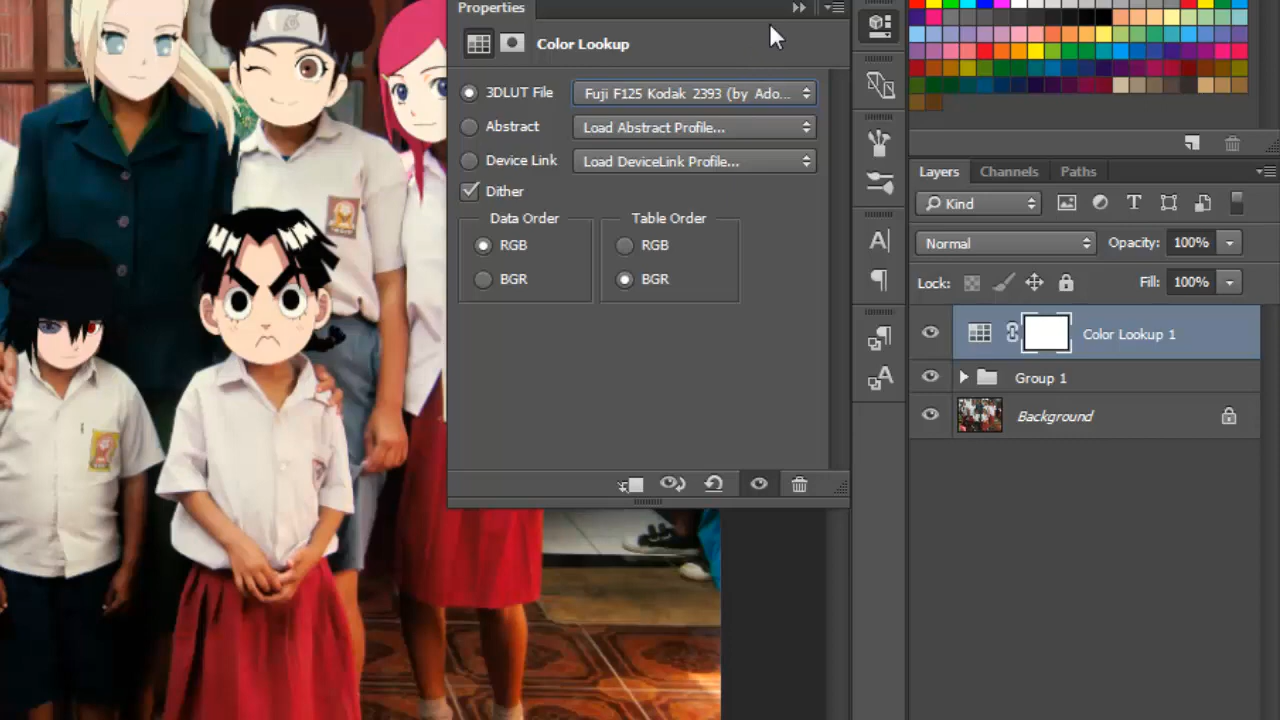 Properties
Color Lookup
3DLUT File
Fuji F125 Kodak 2393 (by Ado...
Abstract
Load Abstract Profile...
Device Link
Load DeviceLink Profile...
Dither
Data Order
Table Order
RGB
RGB
BGR
BGR
Layers
Channels
Paths
Kind
Normal
Opacity:
100%
Lock:
Fill:
100%
Color Lookup 1
Group 1
Background